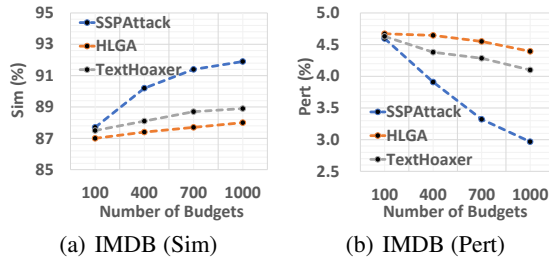 95
93
91
89
87
85
Sim (%)
SSPAttack
HLGA
TextHoaxer
100 400 700 1000
Number of Budgets
(a) IMDB (Sim)
5.0
4.5
4.0
3.5
3.0
2.5
Pert (%)
SSPAttack
HLGA
TextHoaxer
100 400 700 1000
Number of Budgets
(b) IMDB (Pert)